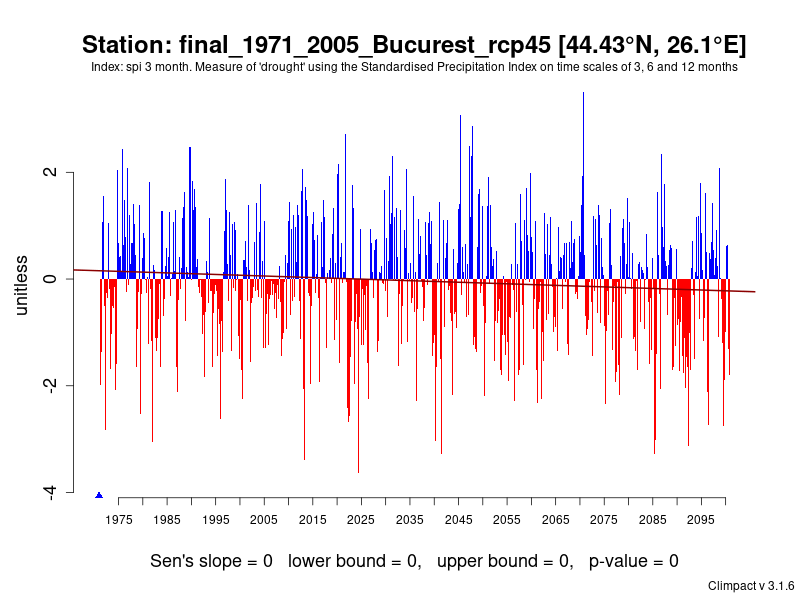 Station: final_1971_2005_Bucurest_rcp45 [44.43°N, 26.1°E]
Index: spi 3 month. Measure of 'drought' using the Standardised Precipitation Index on time scales of 3, 6 and 12 months
unitless
2
0
-2
-4
1975 1985 1995 2005 2015 2025 2035 2045 2055 2065 2075 2085 2095
Sen's slope = 0 lower bound = 0, upper bound = 0, p-value = 0
Climpact v 3.1.6